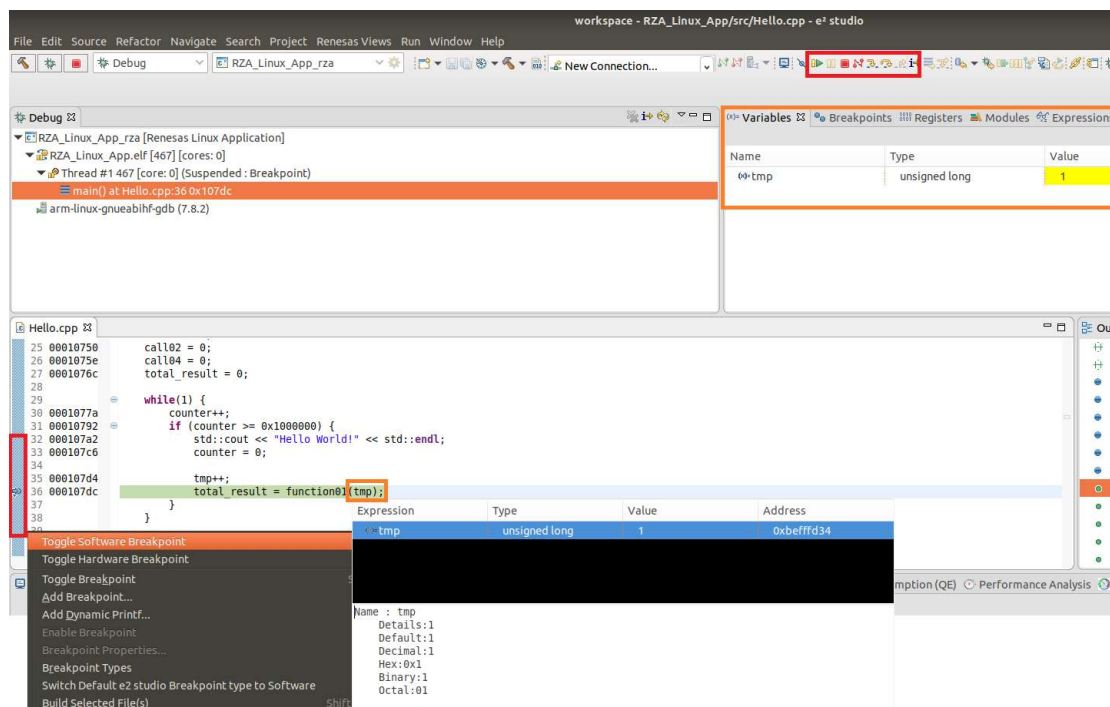 workspace - RZA_Linux_App/src/Hello.cpp - e² studio
File Edit Source Refactor Navigate Search Project Renesas Views Run Window Help
Debug RZA_Linux_App_rza New Connection...
Debug
RZA_Linux_App_rza [Renesas Linux Application]
RZA_Linux_App.elf [467] [cores: 0]
Thread #1 467 [core: 0] (Suspended : Breakpoint)
main() at Hello.cpp:36 0x107dc
arm-linux-gnueabihf-gdb (7.8.2)
Variables Breakpoints Registers Modules Expressions
Name Type Value
tmp unsigned long 1
Hello.cpp
25 00010750 call02 = 0;
26 0001075e call04 = 0;
27 0001076c total_result = 0;
28
29 while(1) {
30 0001077a counter++;
31 00010792 if (counter >= 0x1000000) {
32 000107a2 std::cout << "Hello World!" << std::endl;
33 000107c6 counter = 0;
34
35 000107d4 tmp++;
36 000107dc total_result = function01(tmp);
37 }
38 }
39
Ou
Expression Type Value Address
tmp unsigned long 1 0xbefffd34
Name : tmp
Details:1
Default:1
Decimal:1
Hex:0x1
Binary:1
Octal:01
Toggle Software Breakpoint
Toggle Hardware Breakpoint
Toggle Breakpoint
Add Breakpoint...
Add Dynamic Printf...
Enable Breakpoint
Breakpoint Properties...
Breakpoint Types
Switch Default e2 studio Breakpoint type to Software
Build Selected File(s) Shift
mption (QE) Performance Analysis